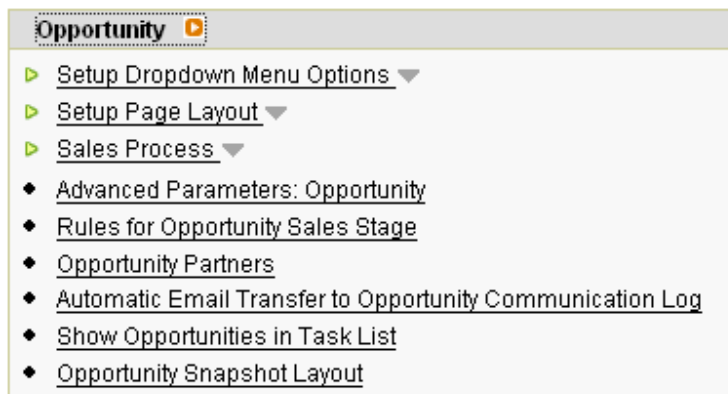 Opportunity
Setup Dropdown Menu Options
Setup Page Layout
Sales Process
Advanced Parameters: Opportunity
Rules for Opportunity Sales Stage
Opportunity Partners
Automatic Email Transfer to Opportunity Communication Log
Show Opportunities in Task List
Opportunity Snapshot Layout